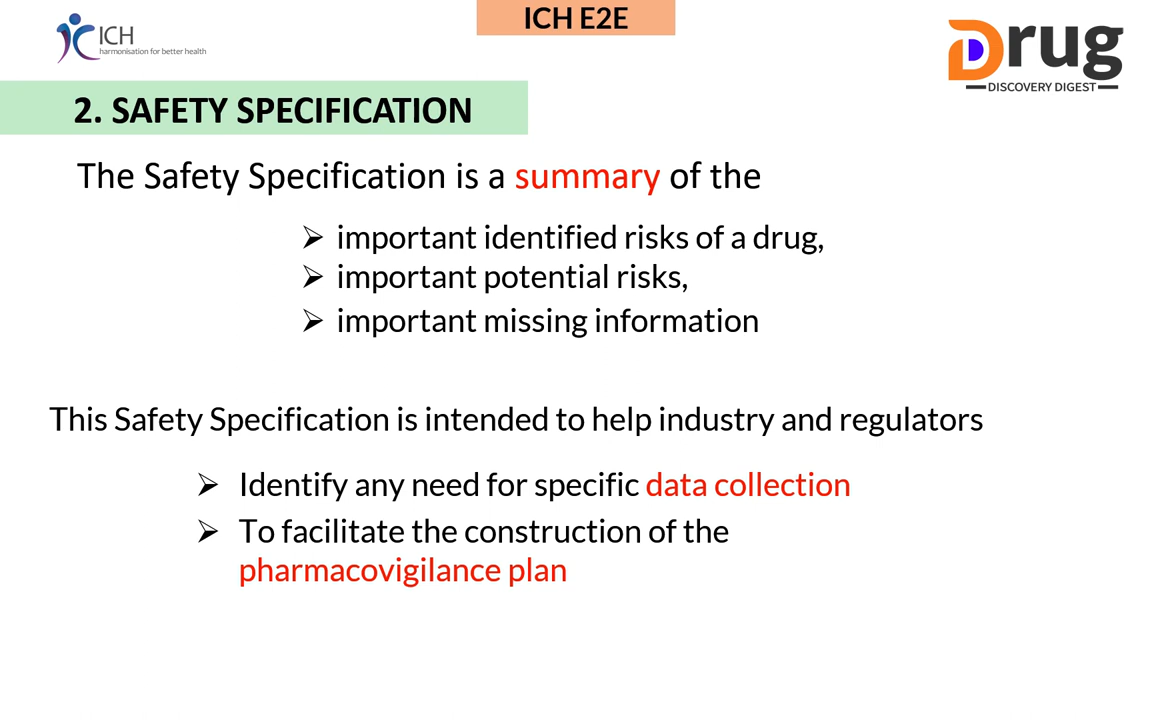 ICH E2E
ICH
harmonisation for better health
Drug
DISCOVERY DIGEST
2. SAFETY SPECIFICATION
The Safety Specification is a summary of the
➢ important identified risks of a drug,
➢ important potential risks,
➢ important missing information
This Safety Specification is intended to help industry and regulators
➢ Identify any need for specific data collection
➢ To facilitate the construction of the
pharmacovigilance plan